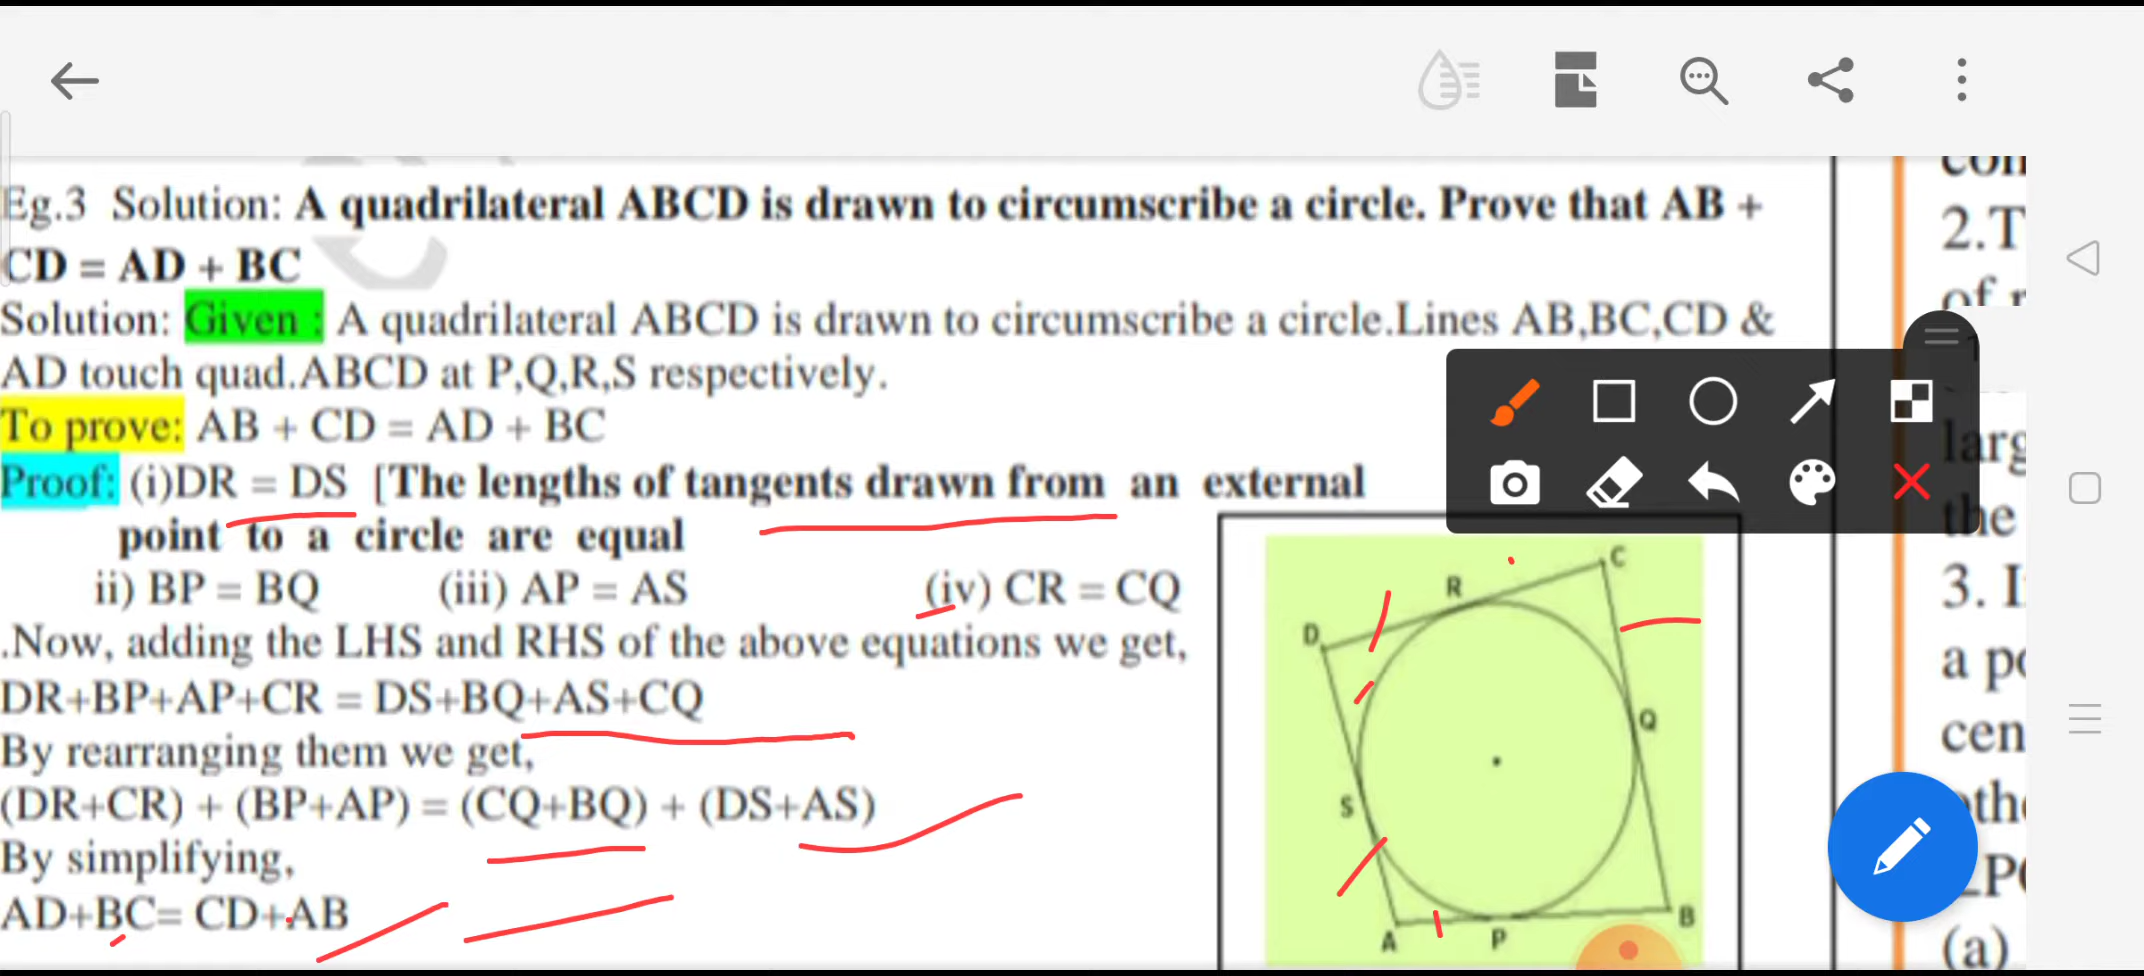 Eg.3 Solution: A quadrilateral ABCD is drawn to circumscribe a circle. Prove that AB +
CD = AD + BC
Solution: Given : A quadrilateral ABCD is drawn to circumscribe a circle.Lines AB,BC,CD &
AD touch quad.ABCD at P,Q,R,S respectively.
To prove: AB + CD = AD + BC
Proof: (i)DR = DS [The lengths of tangents drawn from an external
point to a circle are equal
ii) BP = BQ (iii) AP = AS (iv) CR = CQ
.Now, adding the LHS and RHS of the above equations we get,
DR+BP+AP+CR = DS+BQ+AS+CQ
By rearranging them we get,
(DR+CR) + (BP+AP) = (CQ+BQ) + (DS+AS)
By simplifying,
AD+BC= CD+AB
C
R
D
Q
S
B
A P
2.T
of
the
3. I
a
(a)